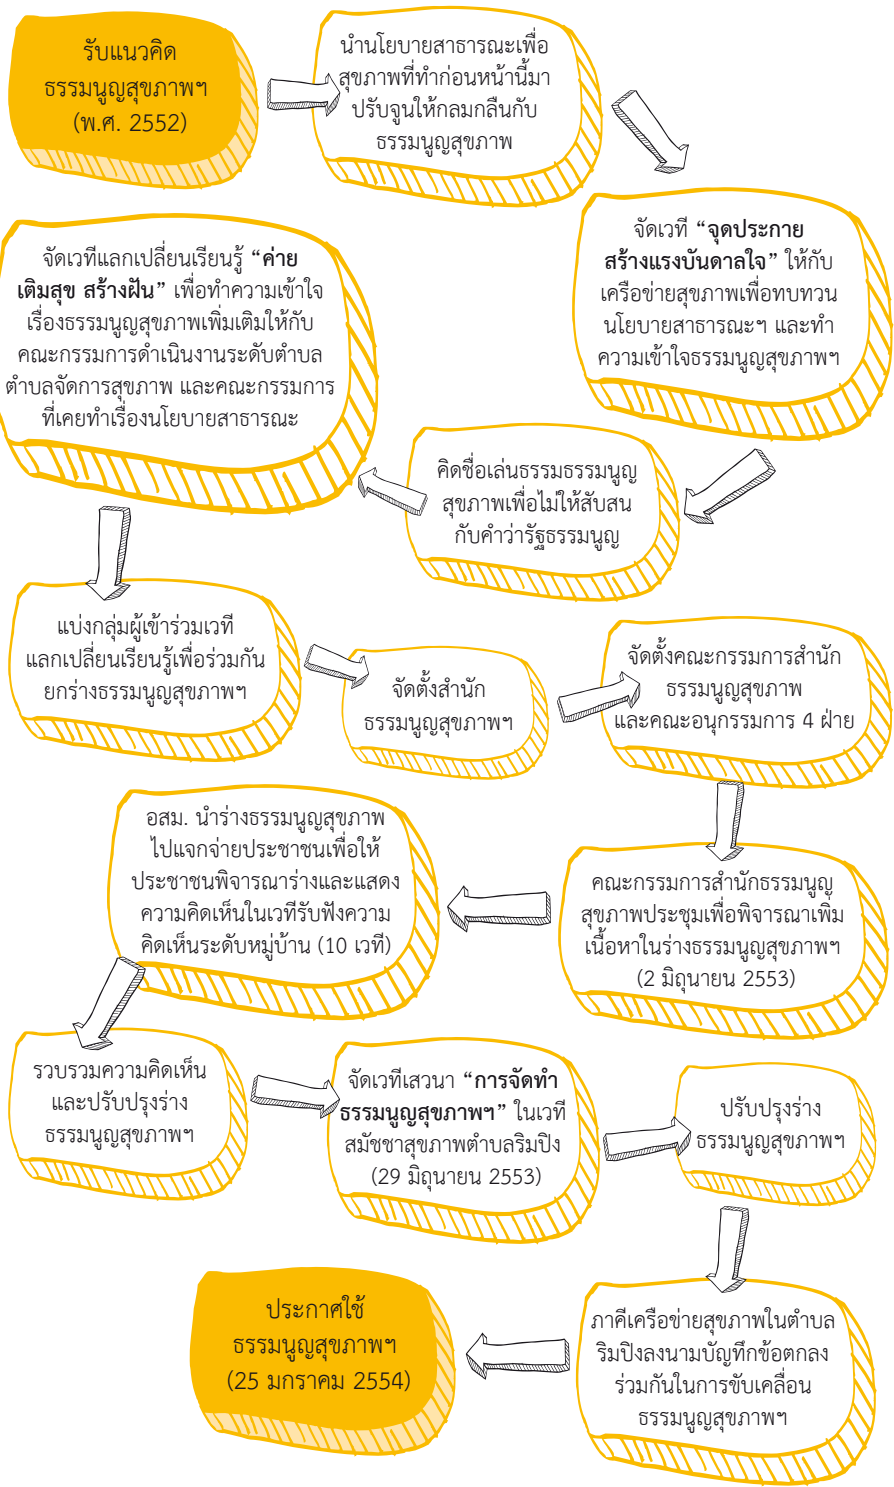 รับแนวคิด
ธรรมนูญสุขภาพฯ
(พ.ศ. 2552)
นำนโยบายสาธารณะเพื่อ
สุขภาพที่ทำก่อนหน้านี้มา
ปรับจูนให้กลมกลืนกับ
ธรรมนูญสุขภาพ
จัดเวที “จุดประกาย
สร้างแรงบันดาลใจ” ให้กับ
เครือข่ายสุขภาพเพื่อทบทวน
นโยบายสาธารณะฯ และทำ
ความเข้าใจธรรมนูญสุขภาพฯ
คิดชื่อเล่นธรรมธรรมนูญ
สุขภาพเพื่อไม่ให้สับสน
กับคำว่ารัฐธรรมนูญ
จัดเวทีแลกเปลี่ยนเรียนรู้ “ค่าย
เติมสุข สร้างฝัน” เพื่อทำความเข้าใจ
เรื่องธรรมนูญสุขภาพเพิ่มเติมให้กับ
คณะกรรมการดำเนินงานระดับตำบล
ตำบลจัดการสุขภาพ และคณะกรรมการ
ที่เคยทำเรื่องนโยบายสาธารณะ
แบ่งกลุ่มผู้เข้าร่วมเวที
แลกเปลี่ยนเรียนรู้เพื่อร่วมกัน
ยกร่างธรรมนูญสุขภาพฯ
จัดตั้งสำนัก
ธรรมนูญสุขภาพฯ
จัดตั้งคณะกรรมการสำนัก
ธรรมนูญสุขภาพ
และคณะอนุกรรมการ 4 ฝ่าย
คณะกรรมการสำนักธรรมนูญ
สุขภาพประชุมเพื่อพิจารณาเพิ่ม
เนื้อหาในร่างธรรมนูญสุขภาพฯ
(2 มิถุนายน 2553)
อสม. นำร่างธรรมนูญสุขภาพ
ไปแจกจ่ายประชาชนเพื่อให้
ประชาชนพิจารณาร่างและแสดง
ความคิดเห็นในเวทีรับฟังความ
คิดเห็นระดับหมู่บ้าน (10 เวที)
รวบรวมความคิดเห็น
และปรับปรุงร่าง
ธรรมนูญสุขภาพฯ
จัดเวทีเสวนา “การจัดทำ
ธรรมนูญสุขภาพฯ” ในเวที
สมัชชาสุขภาพตำบลริมปิง
(29 มิถุนายน 2553)
ปรับปรุงร่าง
ธรรมนูญสุขภาพฯ
ภาคีเครือข่ายสุขภาพในตำบล
ริมปิงลงนามบัญทึกข้อตกลง
ร่วมกันในการขับเคลื่อน
ธรรมนูญสุขภาพฯ
ประกาศใช้
ธรรมนูญสุขภาพฯ
(25 มกราคม 2554)